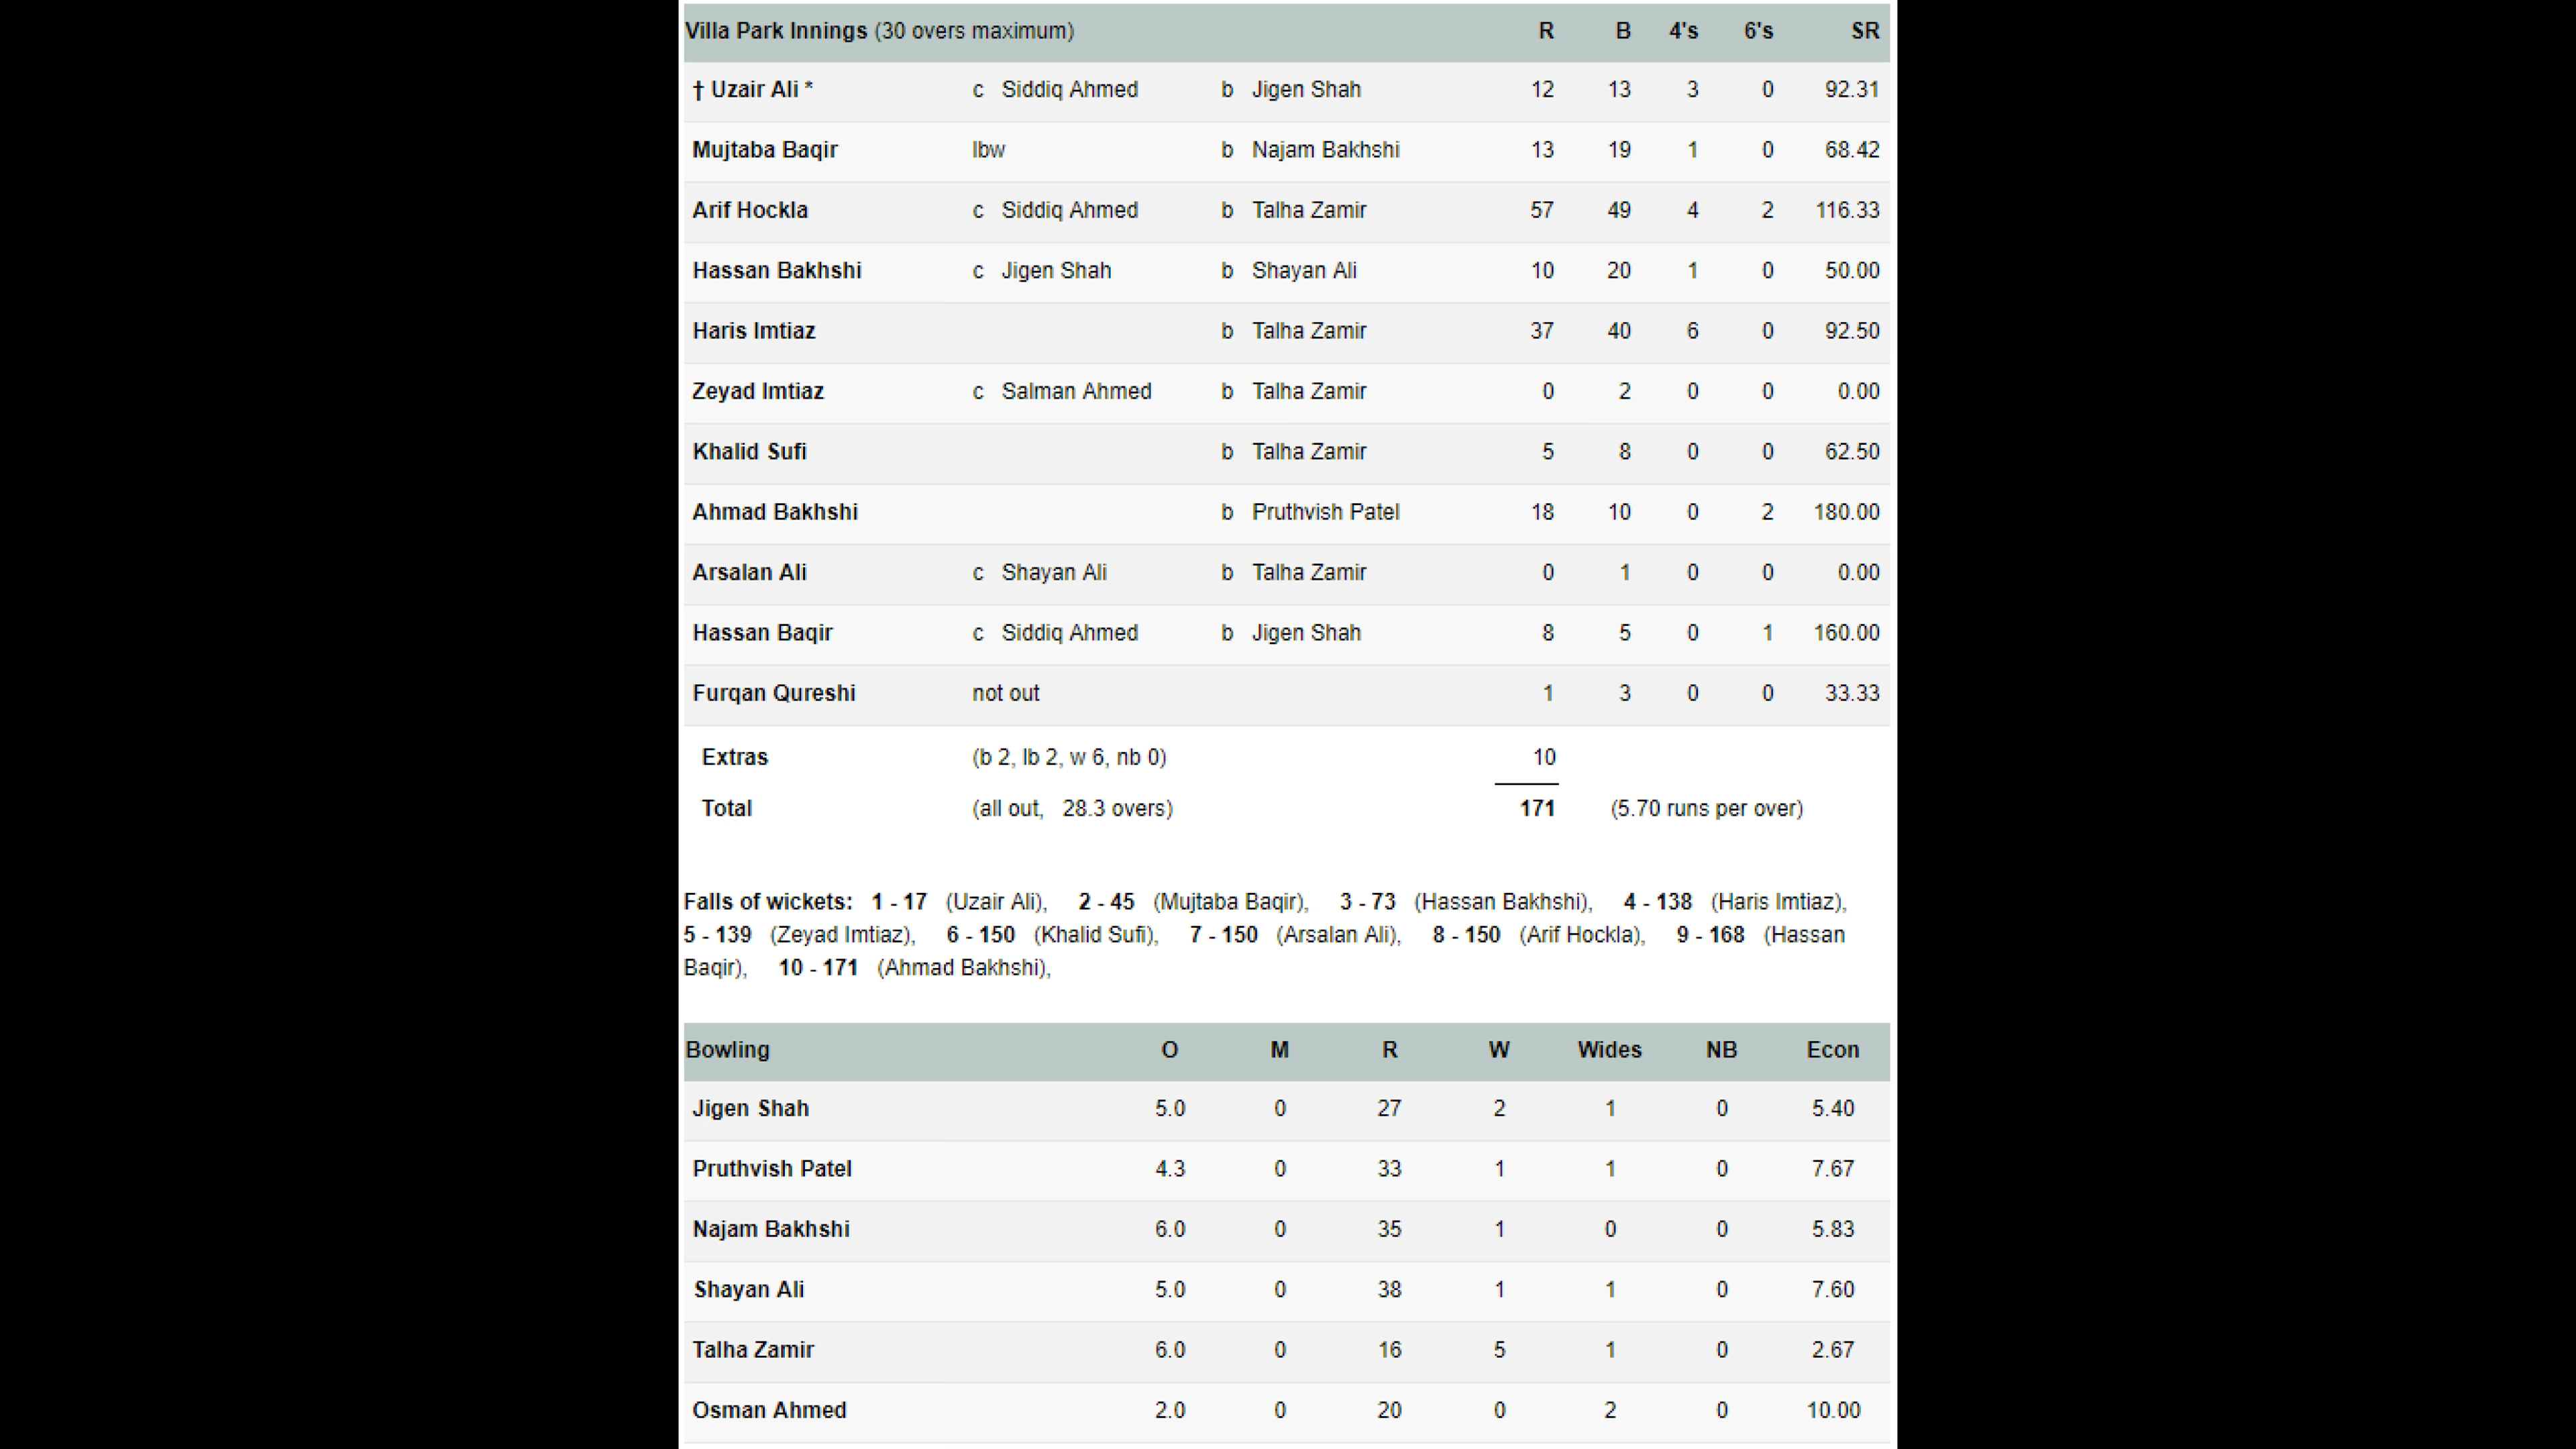 Villa Park Innings (30 overs maximum) R B 4's 6's SR
† Uzair Ali * c Siddiq Ahmed b Jigen Shah 12 13 3 0 92.31
Mujtaba Baqir lbw b Najam Bakhshi 13 19 1 0 68.42
Arif Hockla c Siddiq Ahmed b Talha Zamir 57 49 4 2 116.33
Hassan Bakhshi c Jigen Shah b Shayan Ali 10 20 1 0 50.00
Haris Imtiaz b Talha Zamir 37 40 6 0 92.50
Zeyad Imtiaz c Salman Ahmed b Talha Zamir 0 2 0 0 0.00
Khalid Sufi b Talha Zamir 5 8 0 0 62.50
Ahmad Bakhshi b Pruthvish Patel 18 10 0 2 180.00
Arsalan Ali c Shayan Ali b Talha Zamir 0 1 0 0 0.00
Hassan Baqir c Siddiq Ahmed b Jigen Shah 8 5 0 1 160.00
Furqan Qureshi not out 1 3 0 0 33.33
Extras (b 2, lb 2, w 6, nb 0) 10
Total (all out, 28.3 overs) 171 (5.70 runs per over)
Falls of wickets: 1 - 17 (Uzair Ali), 2 - 45 (Mujtaba Baqir), 3 - 73 (Hassan Bakhshi), 4 - 138 (Haris Imtiaz),
5 - 139 (Zeyad Imtiaz), 6 - 150 (Khalid Sufi), 7 - 150 (Arsalan Ali), 8 - 150 (Arif Hockla), 9 - 168 (Hassan
Baqir), 10 - 171 (Ahmad Bakhshi),
Bowling O M R W Wides NB Econ
Jigen Shah 5.0 0 27 2 1 0 5.40
Pruthvish Patel 4.3 0 33 1 1 0 7.67
Najam Bakhshi 6.0 0 35 1 0 0 5.83
Shayan Ali 5.0 0 38 1 1 0 7.60
Talha Zamir 6.0 0 16 5 1 0 2.67
Osman Ahmed 2.0 0 20 0 2 0 10.00